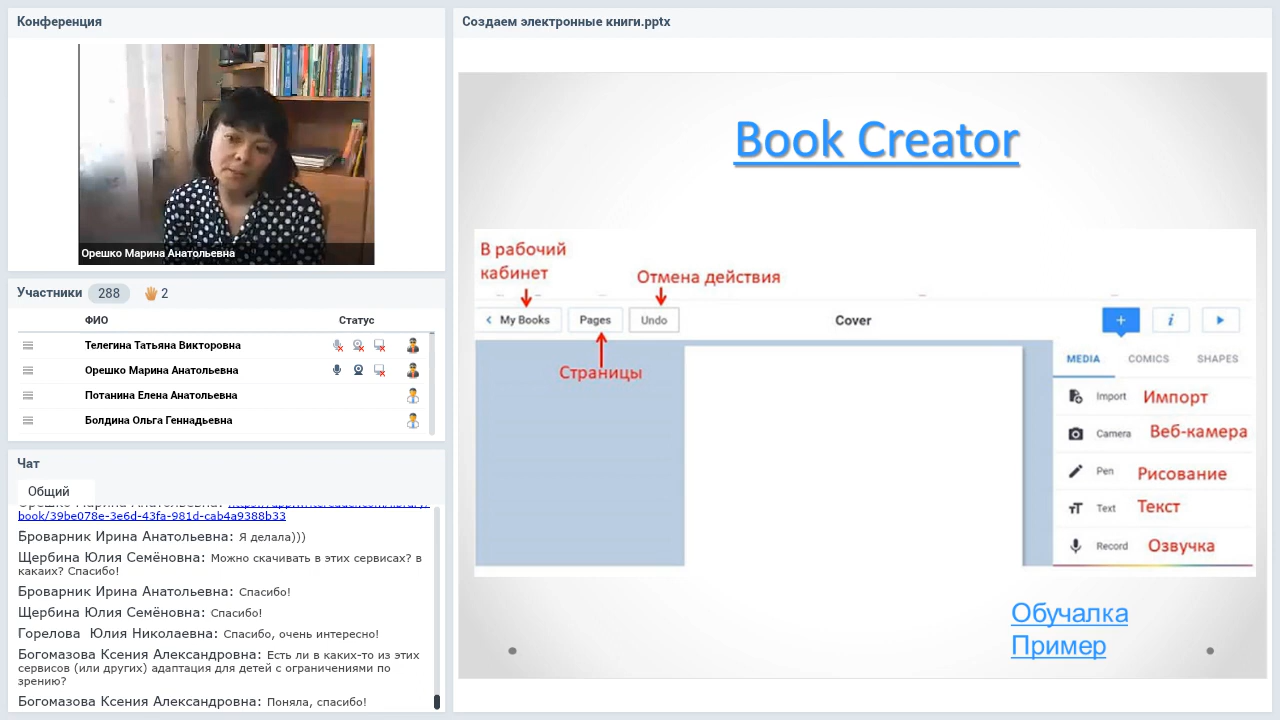 Конференция
Орешко Марина Анатольевна
Участники 288 2
ФИО Статус
Телегина Татьяна Викторовна
Орешко Марина Анатольевна
Потанина Елена Анатольевна
Болдина Ольга Геннадьевна
Чат
Общий
book/39be078e-3e6d-43fa-981d-cab4a9388b33
Броварник Ирина Анатольевна: Я делала)))
Щербина Юлия Семёновна: Можно скачивать в этих сервисах? в
какаих? Спасибо!
Броварник Ирина Анатольевна: Спасибо!
Щербина Юлия Семёновна: Спасибо!
Горелова Юлия Николаевна: Спасибо, очень интересно!
Богомазова Ксения Александровна: Есть ли в каких-то из этих
сервисов (или других) адаптация для детей с ограничениями по
зрению?
Богомазова Ксения Александровна: Поняла, спасибо!
Создаем электронные книги.pptx
Book Creator
В рабочий
кабинет
Отмена действия
My Books Pages Undo Cover
Страницы
MEDIA COMICS SHAPES
Import Импорт
Camera Веб-камера
Pen Рисование
Text Текст
Record Озвучка
Обучалка
Пример